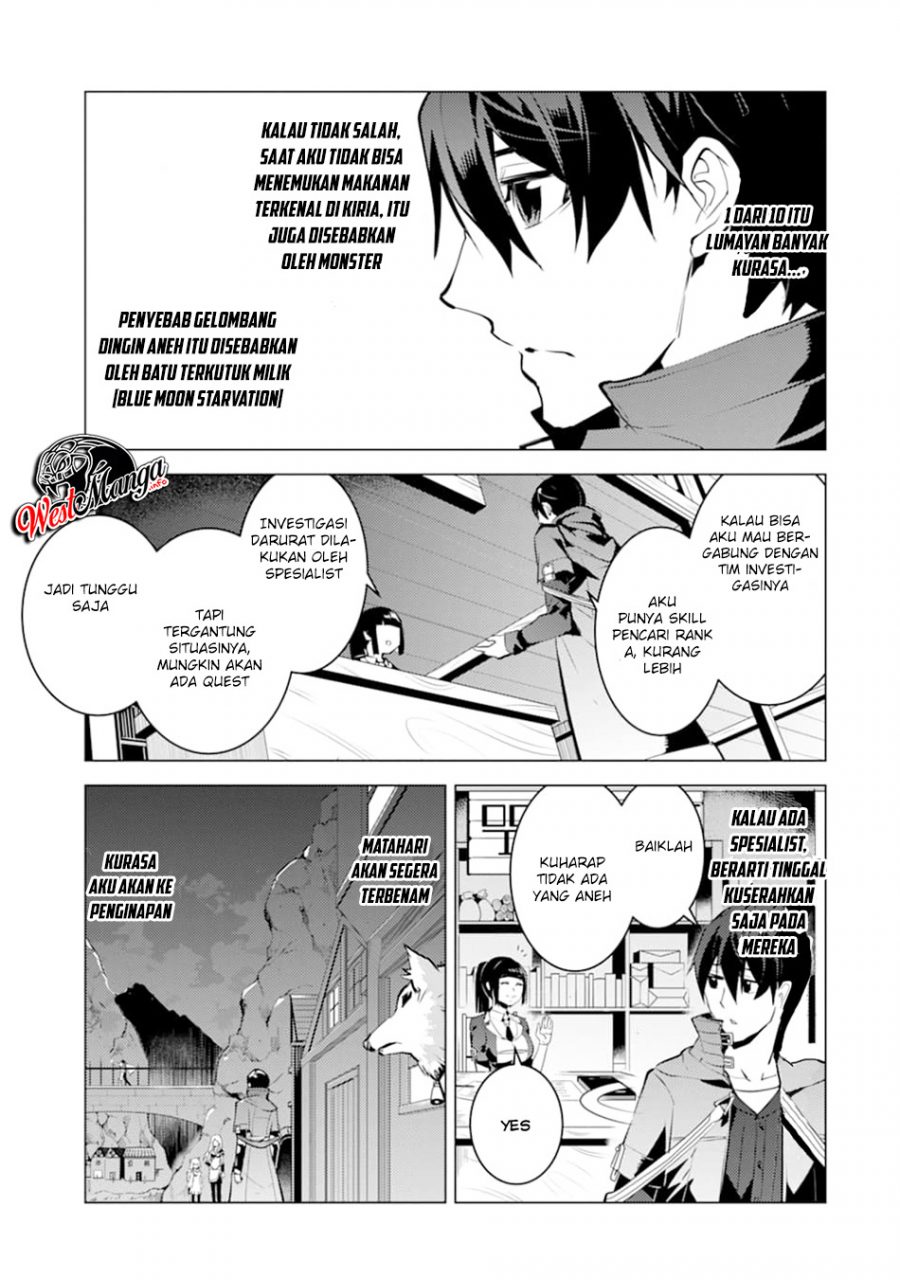 1 DARI 10 ITU
LUMAYAN BANYAK
KURASA...
KALAU TIDAK SALAH,
SAAT AKU TIDAK BISA
MENEMUKAN MAKANAN
TERKENAL DI KIRIA, ITU
JUGA DISEBABKAN
OLEH MONSTER
PENYEBAB GELOMBANG
DINGIN ANEH ITU DISEBABKAN
OLEH BATU TERKUTUK MILIK
[BLUE MOON STARVATION]
WestManga
.info
KALAU BISA
AKU MAU BER-
GABUNG DENGAN
TIM INVESTI-
GASINYA
AKU
PUNYA SKILL
PENCARI RANK
A, KURANG
LEBIH
INVESTIGASI
DARURAT DILA-
KUKAN OLEH
SPESIALIST
TAPI
TERGANTUNG
SITUASINYA,
MUNGKIN AKAN
ADA QUEST
JADI TUNGGU
SAJA
KALAU ADA
SPESIALIST,
BERARTI TINGGAL
KUSERAHKAN
SAJA PADA
MEREKA
BAIKLAH
KUHARAP
TIDAK ADA
YANG ANEH
YES
MATAHARI
AKAN SEGERA
TERBENAM
KURASA
AKU AKAN KE
PENGINAPAN